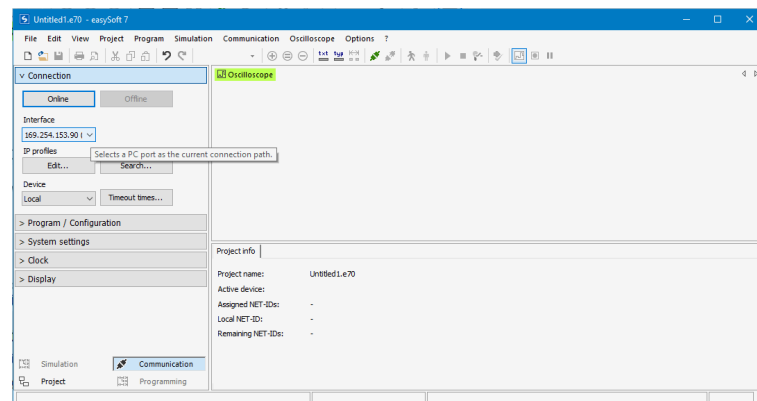 Untitled1.e70 - easySoft 7
File Edit View Project Program Simulation Communication Oscilloscope Options ?
txt typ
Connection
Oscilloscope
Online Offline
Interface
169.254.153.90 (
Selects a PC port as the current connection path.
IP profiles
Edit... Search...
Device
Local Timeout times...
> Program / Configuration
> System settings
> Clock
> Display
Project info
Project name: Untitled1.e70
Active device:
Assigned NET-IDs: -
Local NET-ID: -
Remaining NET-IDs: -
Simulation Communication
Project Programming